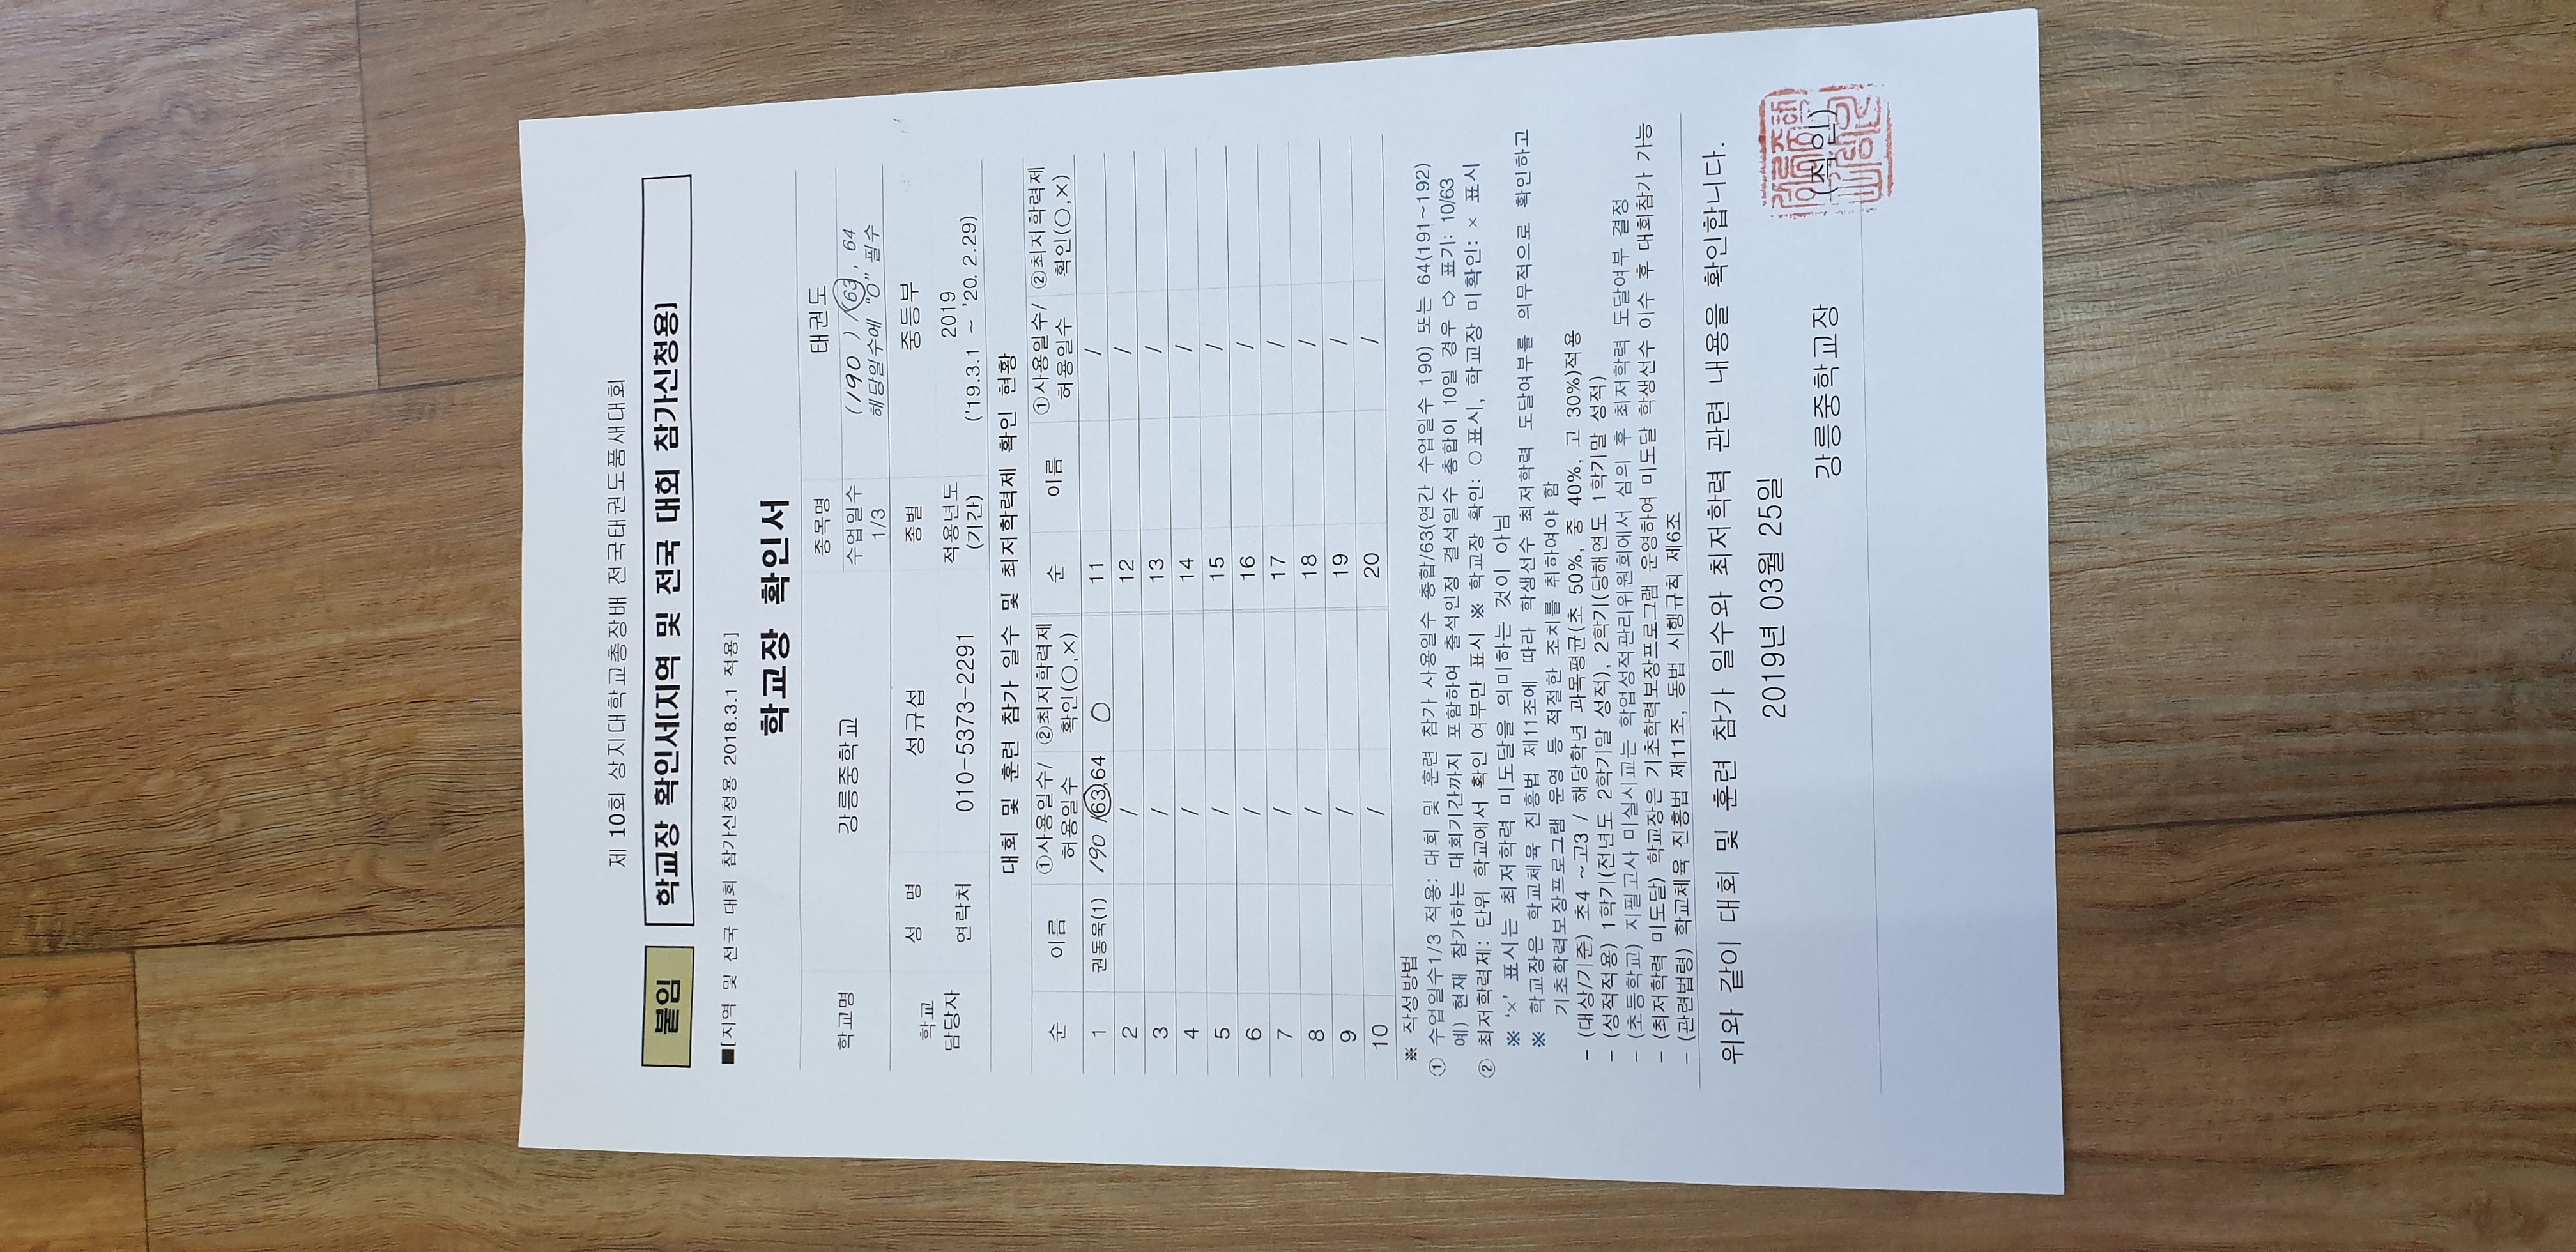 제 10회 상지대학교총장배 전국태권도품새대회
붙임 학교장 확인서[지역 및 전국 대회 참가신청용]
■[지역 및 전국 대회 참가신청용 2018.3.1 적용]
학교장 확인서
학교명 강릉중학교 종목명 태권도
수업일수 1/3 (190) / 63, 64
해당일수에 "O" 필수
학교 담당자 성 명 성규섭 종별 중등부
연락처 010-5373-2291 적용년도 (기간) 2019
('19.3.1 ~ '20.2.29)
대회 및 훈련 참가 일수 및 최저학력제 확인 현황
순 이름 ①사용일수/허용일수 ②최저학력제 확인(○,×) 순 이름 ①사용일수/허용일수 ②최저학력제 확인(○,×)
1 권동욱(1) 190 / 63,64 O 11 /
2 / 12 /
3 / 13 /
4 / 14 /
5 / 15 /
6 / 16 /
7 / 17 /
8 / 18 /
9 / 19 /
10 / 20 /
※ 작성방법
① 수업일수1/3 적용: 대회 및 훈련 참가 사용일수 총합/63(연간 수업일수 190) 또는 64(191~192)
예) 현재 참가하는 대회기간까지 포함하여 출석인정 결석일수 총합이 10일 경우 ⇨ 표기: 10/63
② 최저학력제: 단위 학교에서 확인 여부만 표시 ※ 학교장 확인: ○ 표시, 학교장 미확인: × 표시
※ '×' 표시는 최저학력 미도달을 의미하는 것이 아님
※ 학교장은 학교체육 진흥법 제11조에 따라 학생선수 최저학력 도달여부를 의무적으로 확인하고
기초학력보장프로그램 운영 등 적절한 조치를 취하여야 함
- (대상/기준) 초4 ~고3 / 해당학년 과목평균(초 50%, 중 40%, 고 30%)적용
- (성적적용) 1학기(전년도 2학기말 성적), 2학기(당해연도 1학기말 성적)
- (초등학교) 지필고사 미실시교는 학업성적관리위원회에서 심의 후 최저학력 도달여부 결정
- (최저학력 미도달) 학교장은 기초학력보장프로그램 운영하여 미도달 학생선수 이수 후 대회참가 가능
- (관련법령) 학교체육 진흥법 제11조, 동법 시행규칙 제6조
위와 같이 대회 및 훈련 참가 일수와 최저학력 관련 내용을 확인합니다.
2019년 03월 25일
강릉중학교장 (직인)